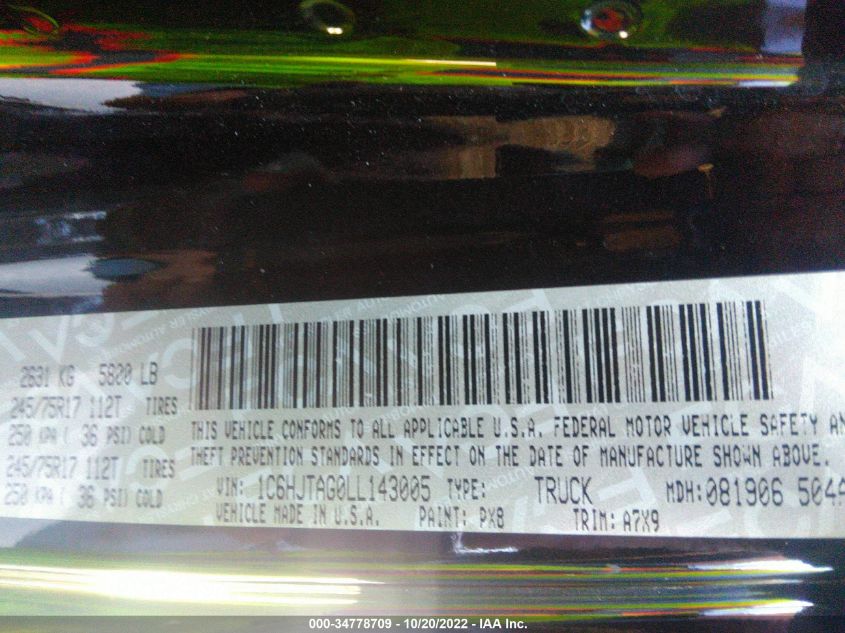 2631 KG 5800 LB
245/75R17 112T TIRES
250 KPA ( 36 PSI) COLD
245/75R17 112T TIRES
250 KPA ( 36 PSI) COLD
THIS VEHICLE CONFORMS TO ALL APPLICABLE U.S.A. FEDERAL MOTOR VEHICLE SAFETY AN
THEFT PREVENTION STANDARDS IN EFFECT ON THE DATE OF MANUFACTURE SHOWN ABOVE.
VIN: 1C6HJTAG0LL143005 TYPE: TRUCK MDH:081906 5044
VEHICLE MADE IN U.S.A. PAINT: PX8 TRIM: A7X9
000-34778709 - 10/20/2022 - IAA Inc.